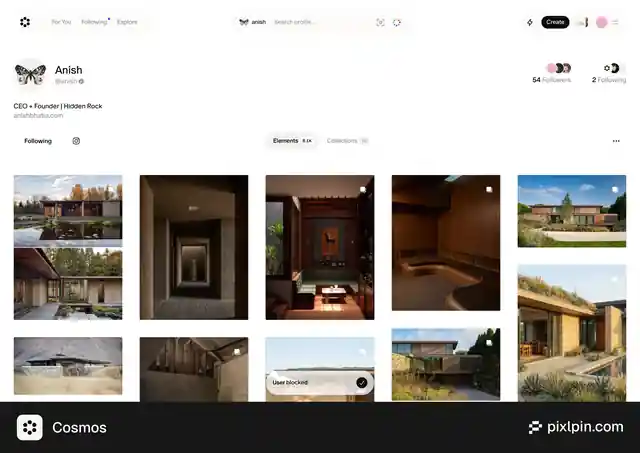 For You
Following
Explore
anish
Search profile...
Create
Anish
@anish
54 Followers
2 Following
CEO + Founder | Hidden Rock
anishbhatia.com
Following
Elements
Collections
User blocked
Cosmos
pixlpin.com